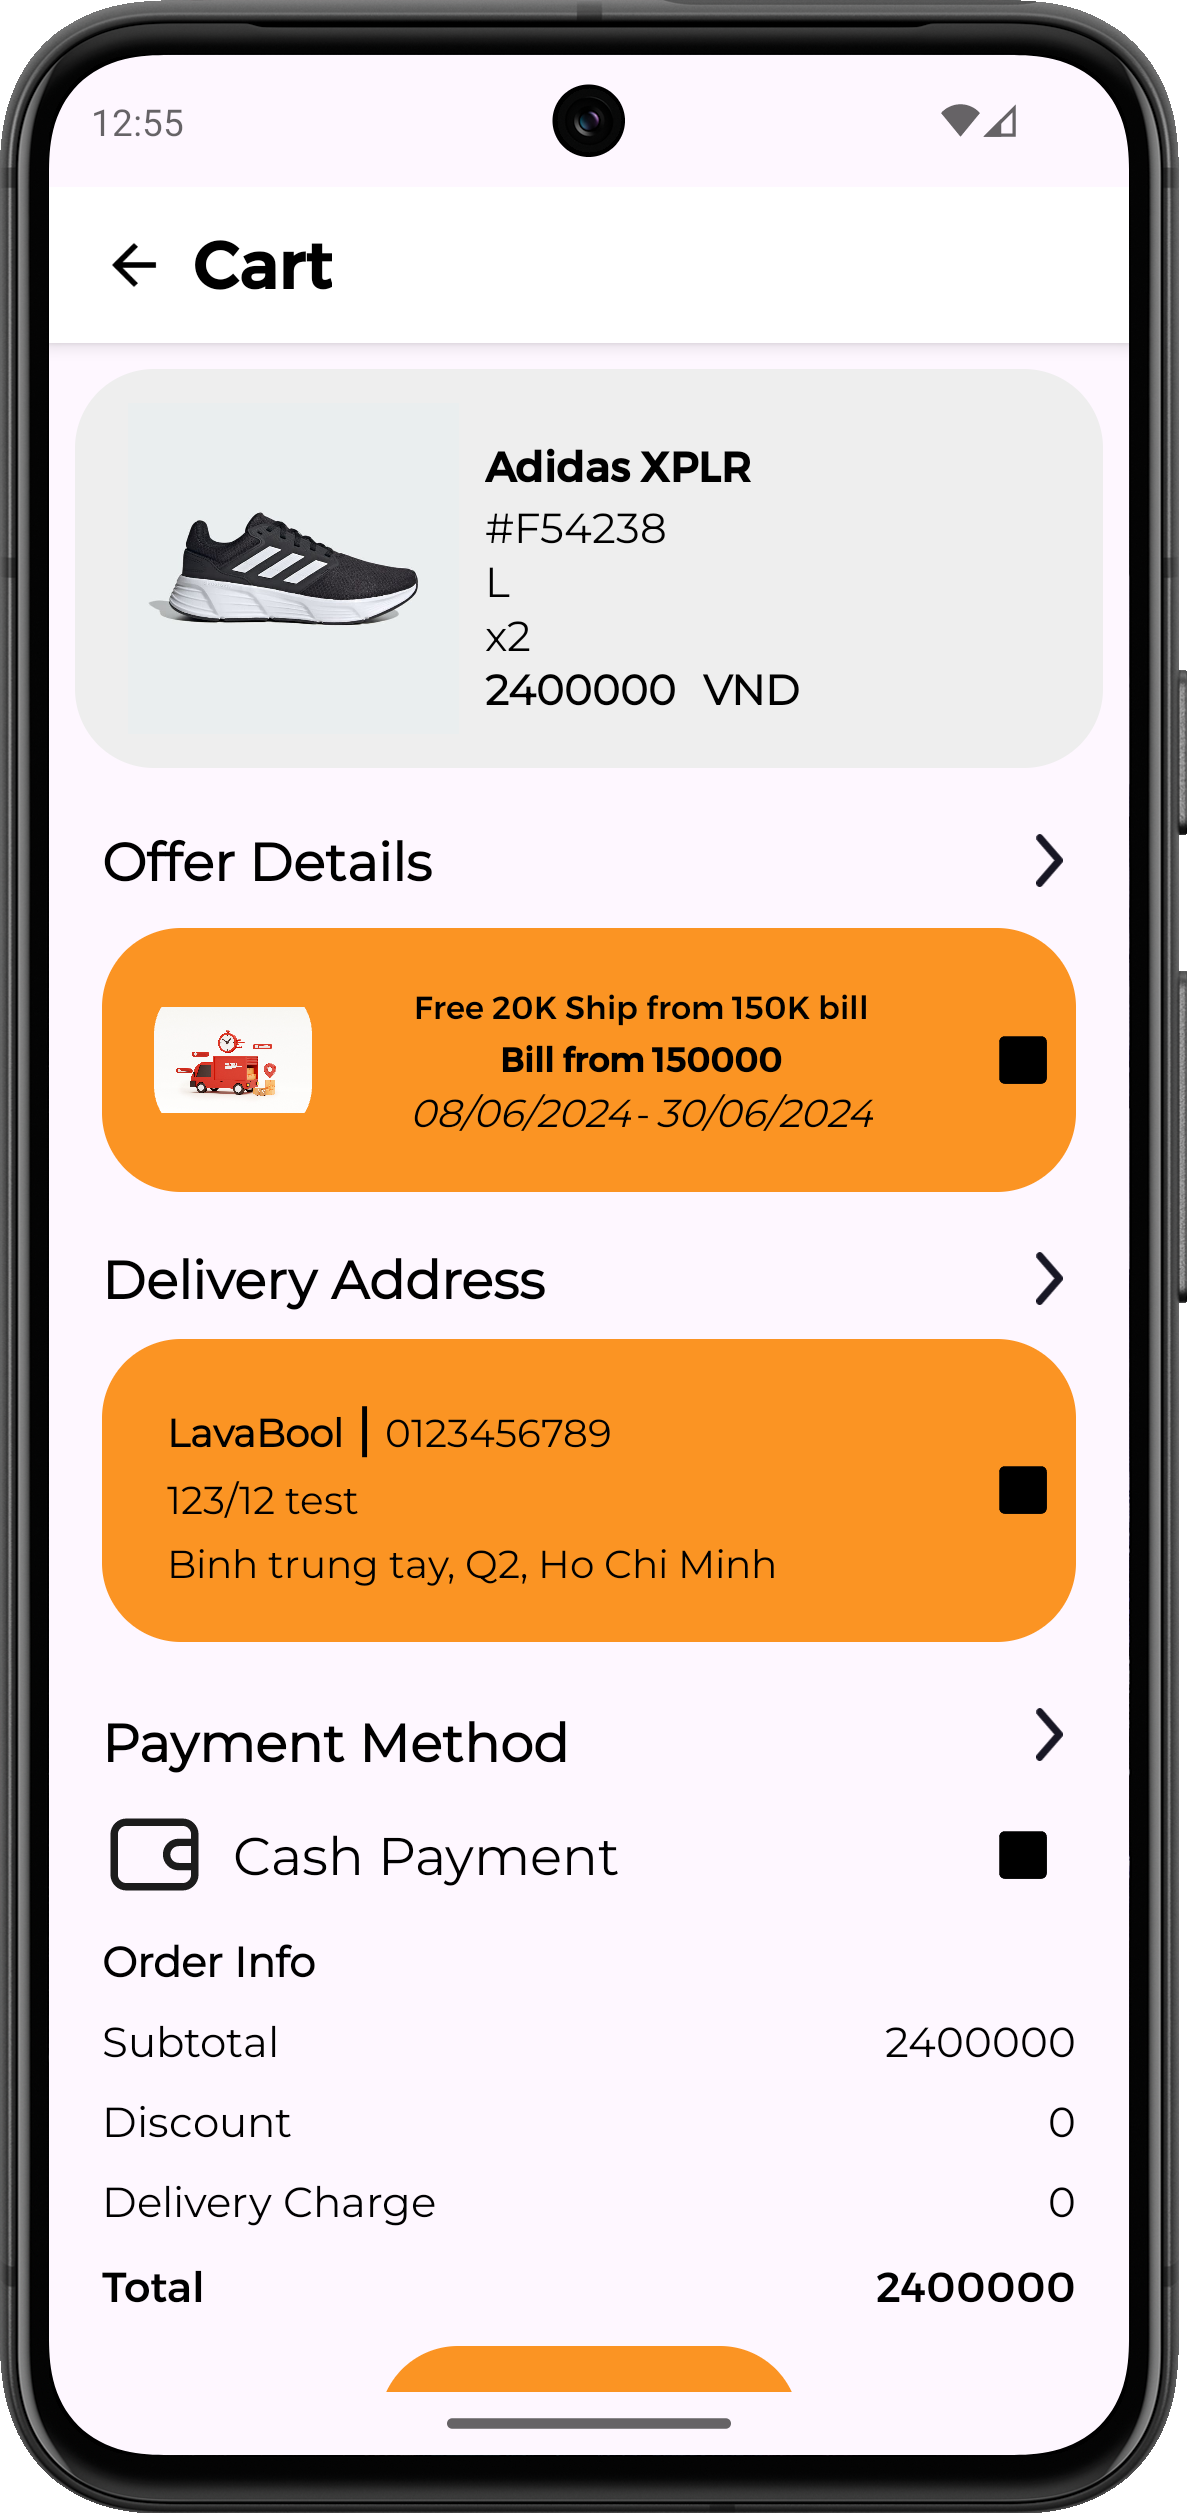 12:55
Cart
Adidas XPLR
#F54238
L
x2
2400000 VND
Offer Details
Free 20K Ship from 150K bill
Bill from 150000
08/06/2024 - 30/06/2024
Delivery Address
LavaBool | 0123456789
123/12 test
Binh trung tay, Q2, Ho Chi Minh
Payment Method
Cash Payment
Order Info
Subtotal 2400000
Discount 0
Delivery Charge 0
Total 2400000